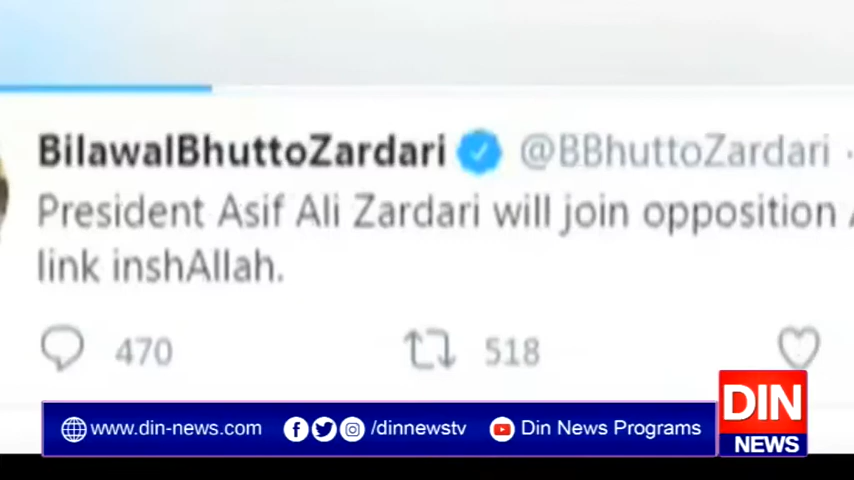 BilawalBhuttoZardari @BBhuttoZardari ·
President Asif Ali Zardari will join opposition
link inshAllah.
470 518
www.din-news.com /dinnewstv Din News Programs
DIN
NEWS